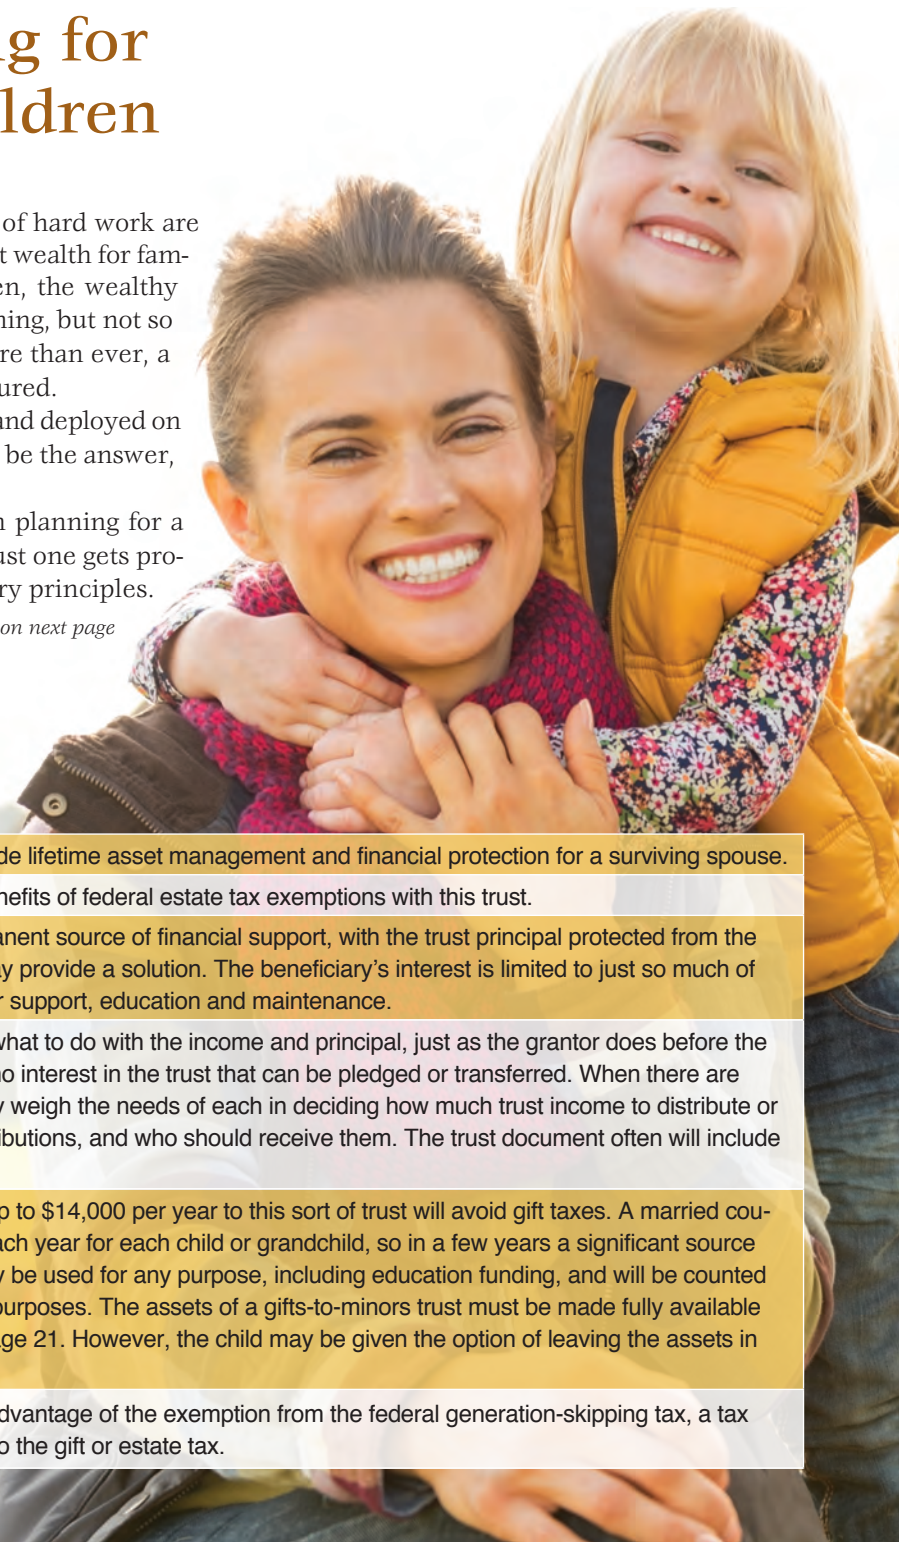 g for
ldren
of hard work are
t wealth for fam-
en, the wealthy
ning, but not so
re than ever, a
ured.
and deployed on
be the answer,
n planning for a
ust one gets pro-
ry principles.
on next page
de lifetime asset management and financial protection for a surviving spouse.
nefits of federal estate tax exemptions with this trust.
anent source of financial support, with the trust principal protected from the
ay provide a solution. The beneficiary's interest is limited to just so much of
r support, education and maintenance.
what to do with the income and principal, just as the grantor does before the
no interest in the trust that can be pledged or transferred. When there are
y weigh the needs of each in deciding how much trust income to distribute or
ibutions, and who should receive them. The trust document often will include
p to $14,000 per year to this sort of trust will avoid gift taxes. A married cou-
ach year for each child or grandchild, so in a few years a significant source
y be used for any purpose, including education funding, and will be counted
purposes. The assets of a gifts-to-minors trust must be made fully available
ge 21. However, the child may be given the option of leaving the assets in
dvantage of the exemption from the federal generation-skipping tax, a tax
o the gift or estate tax.